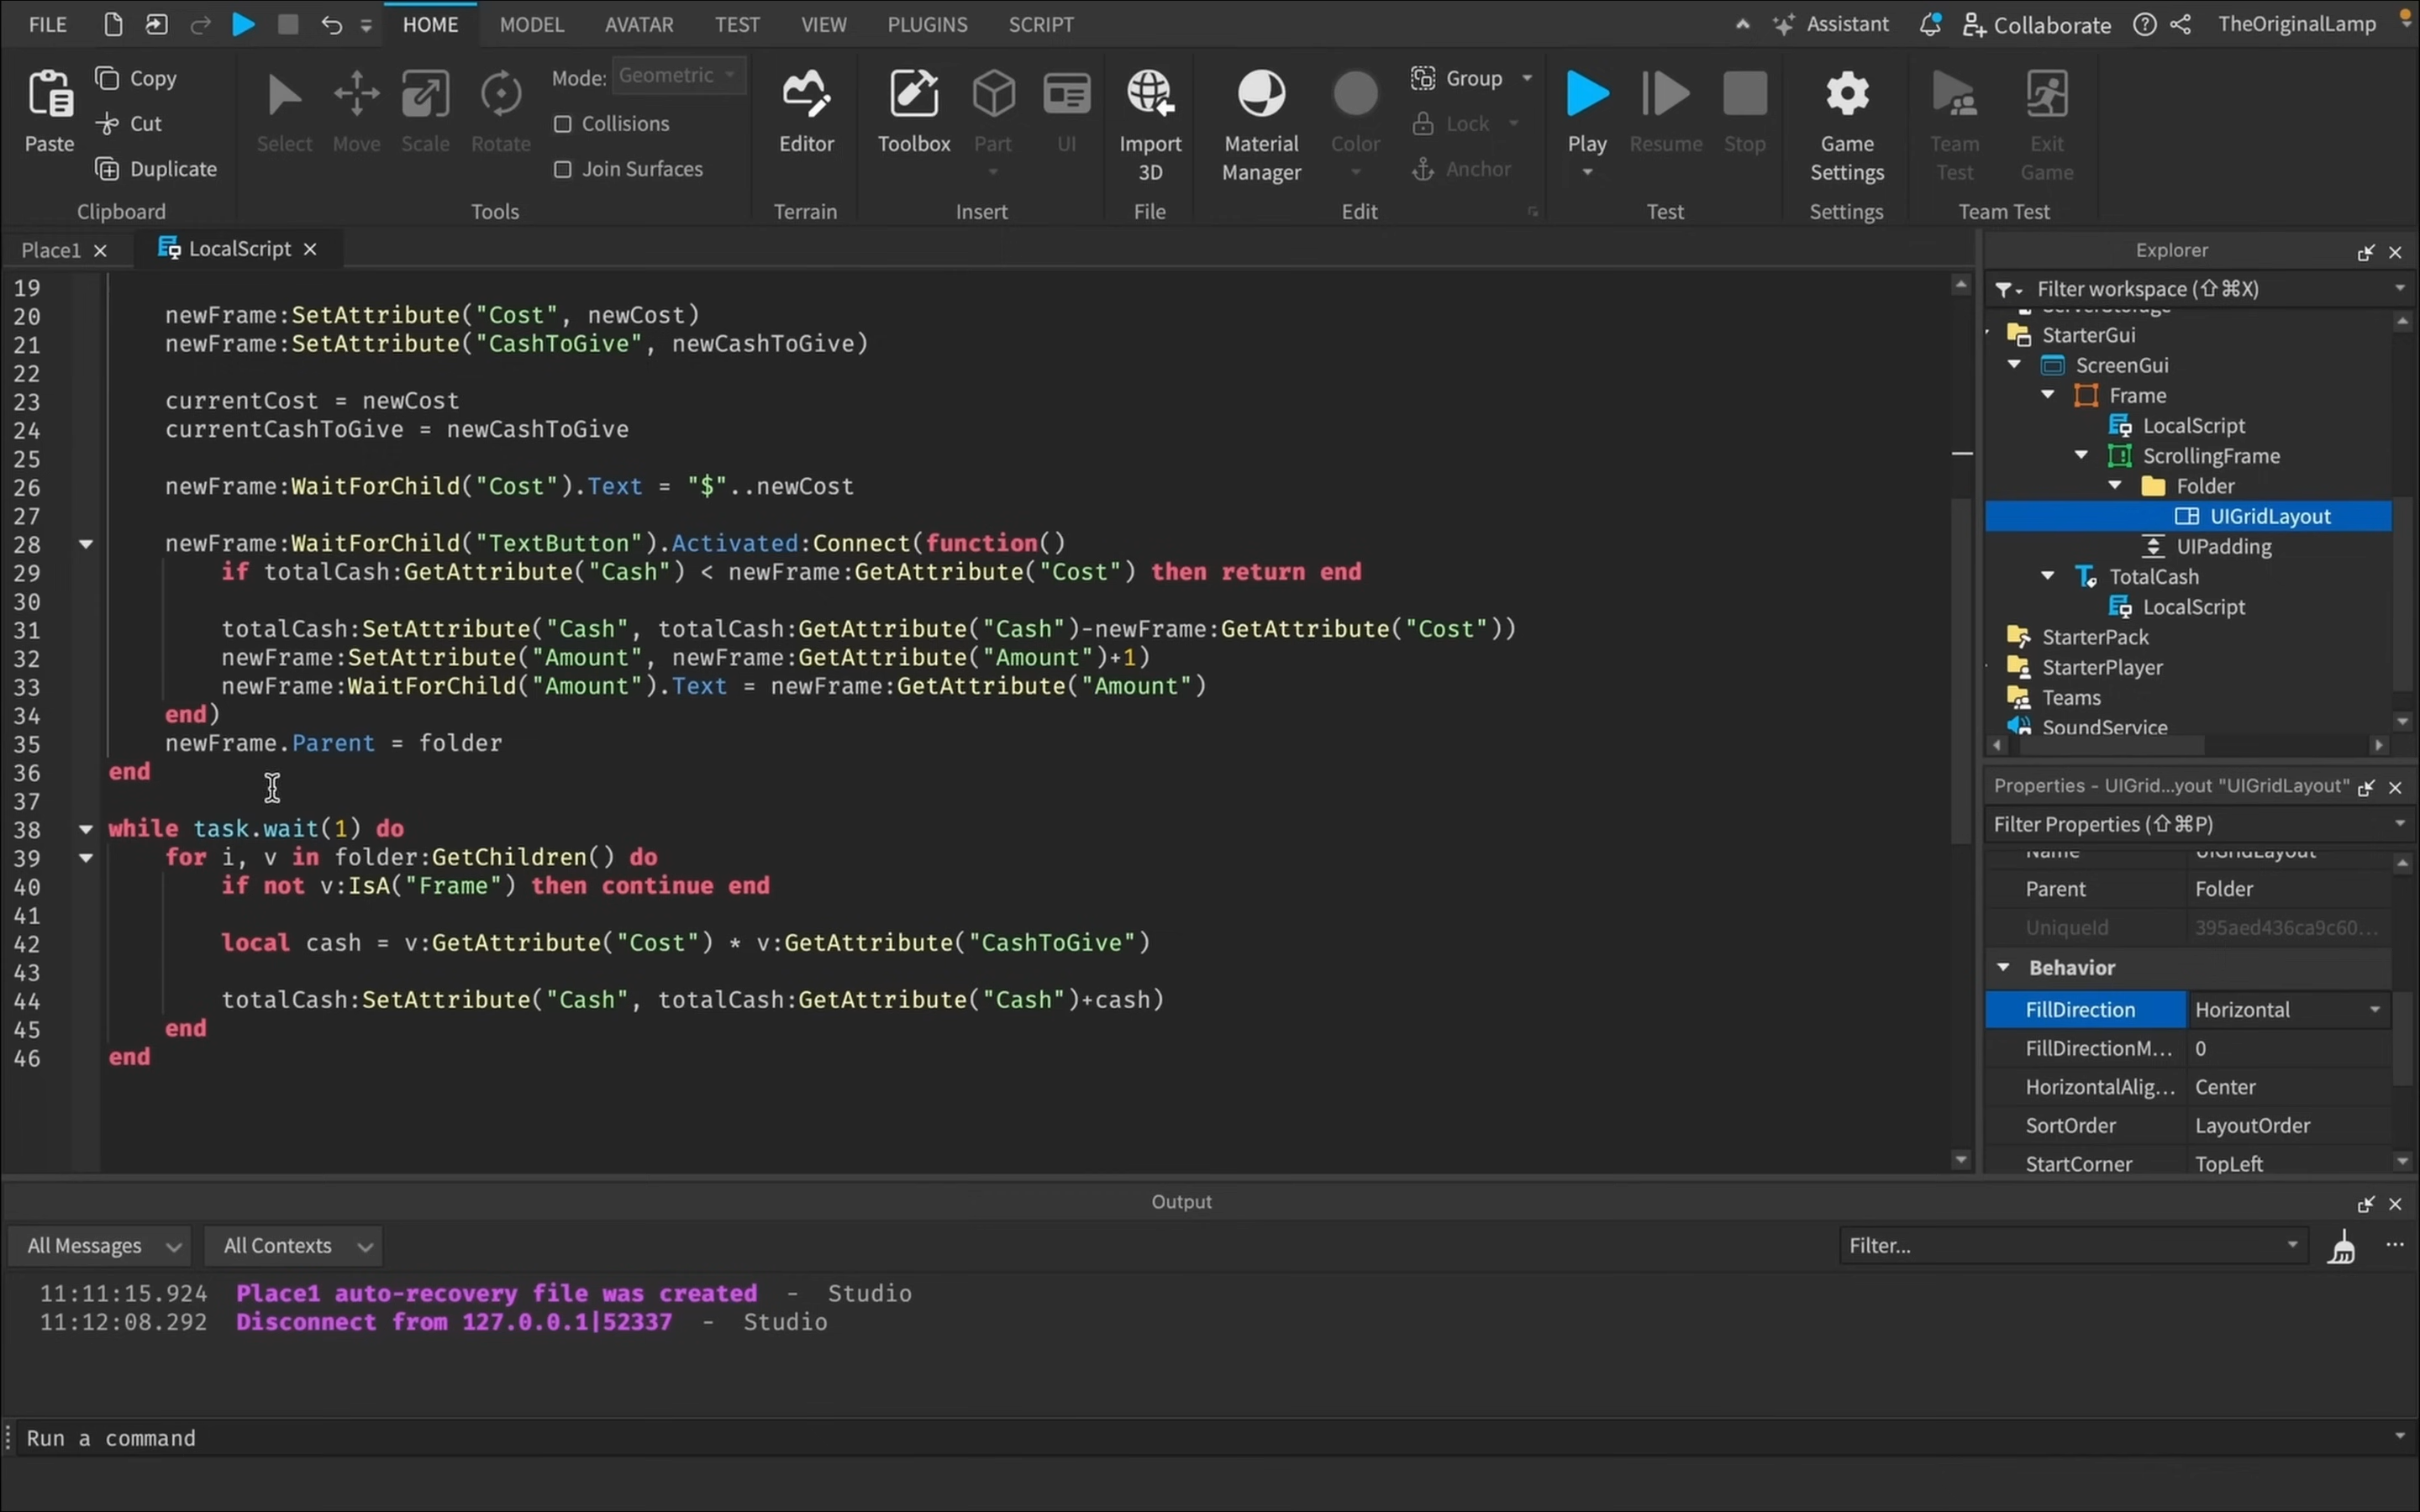 FILE HOME MODEL AVATAR TEST VIEW PLUGINS SCRIPT Assistant Collaborate TheOriginalLamp
Paste
Copy
Cut
Duplicate
Clipboard
Select Move Scale Rotate
Mode: Geometric
Collisions
Join Surfaces
Tools
Editor
Terrain
Toolbox Part UI
Insert
Import
3D
File
Material
Manager
Color
Group
Lock
Anchor
Edit
Play Resume Stop
Test
Game
Settings
Settings
Team
Test
Exit
Game
Team Test
Place1 LocalScript
19
20 newFrame:SetAttribute("Cost", newCost)
21 newFrame:SetAttribute("CashToGive", newCashToGive)
22
23 currentCost = newCost
24 currentCashToGive = newCashToGive
25
26 newFrame:WaitForChild("Cost").Text = "$"..newCost
27
28 newFrame:WaitForChild("TextButton").Activated:Connect(function()
29 if totalCash:GetAttribute("Cash") < newFrame:GetAttribute("Cost") then return end
30
31 totalCash:SetAttribute("Cash", totalCash:GetAttribute("Cash")-newFrame:GetAttribute("Cost"))
32 newFrame:SetAttribute("Amount", newFrame:GetAttribute("Amount")+1)
33 newFrame:WaitForChild("Amount").Text = newFrame:GetAttribute("Amount")
34 end)
35 newFrame.Parent = folder
36 end
37
38 while task.wait(1) do
39 for i, v in folder:GetChildren() do
40 if not v:IsA("Frame") then continue end
41
42 local cash = v:GetAttribute("Cost") * v:GetAttribute("CashToGive")
43
44 totalCash:SetAttribute("Cash", totalCash:GetAttribute("Cash")+cash)
45 end
46 end
Explorer
Filter workspace (⇧⌘X)
ServerStorage
StarterGui
ScreenGui
Frame
LocalScript
ScrollingFrame
Folder
UIGridLayout
UIPadding
TotalCash
LocalScript
StarterPack
StarterPlayer
Teams
SoundService
Properties - UIGrid...yout "UIGridLayout"
Filter Properties (⇧⌘P)
Name UIGridLayout
Parent Folder
UniqueId 395aed436ca9c60...
Behavior
FillDirection Horizontal
FillDirectionM... 0
HorizontalAlig... Center
SortOrder LayoutOrder
StartCorner TopLeft
Output
All Messages All Contexts Filter...
11:11:15.924 Place1 auto-recovery file was created - Studio
11:12:08.292 Disconnect from 127.0.0.1|52337 - Studio
Run a command